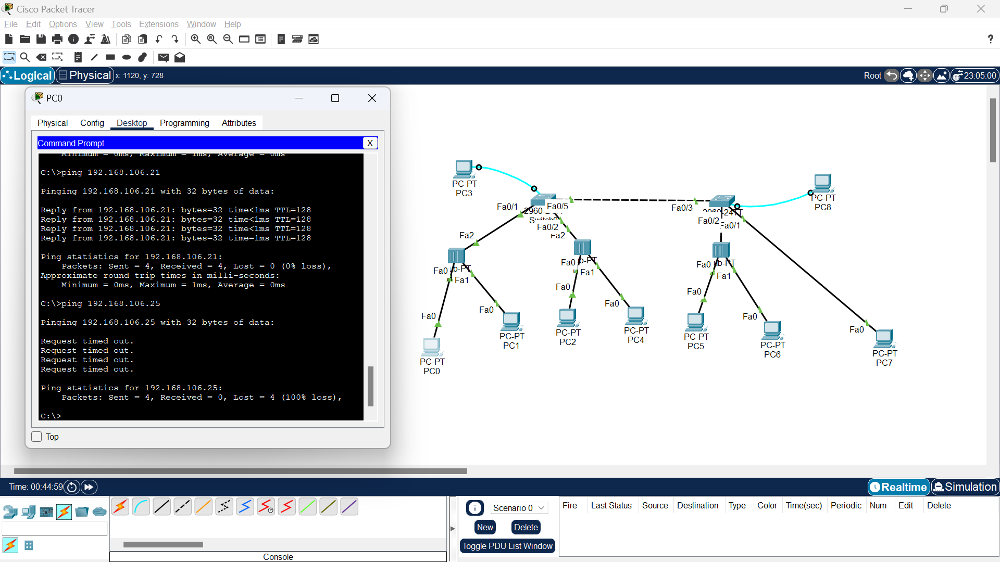 Cisco Packet Tracer
File Edit Options View Tools Extensions Window Help
?
Logical Physical x: 1120, y: 728
Root 23:05:00
PC0
Physical Config Desktop Programming Attributes
Command Prompt X
Minimum = 0ms, Maximum = 1ms, Average = 0ms
C:\>ping 192.168.106.21
Pinging 192.168.106.21 with 32 bytes of data:
Reply from 192.168.106.21: bytes=32 time<1ms TTL=128
Reply from 192.168.106.21: bytes=32 time<1ms TTL=128
Reply from 192.168.106.21: bytes=32 time<1ms TTL=128
Reply from 192.168.106.21: bytes=32 time=1ms TTL=128
Ping statistics for 192.168.106.21:
Packets: Sent = 4, Received = 4, Lost = 0 (0% loss),
Approximate round trip times in milli-seconds:
Minimum = 0ms, Maximum = 1ms, Average = 0ms
C:\>ping 192.168.106.25
Pinging 192.168.106.25 with 32 bytes of data:
Request timed out.
Request timed out.
Request timed out.
Request timed out.
Ping statistics for 192.168.106.25:
Packets: Sent = 4, Received = 0, Lost = 4 (100% loss),
C:\>
Top
PC-PT
PC3
PC-PT
PC8
Fa0/1
Fa0/5
Fa0/3
Switch0
Fa0/2
Fa2
Fa0/2
Fa0/1
Fa2
Fa0
Fa1
Fa0
Fa1
Fa0
Fa1
Fa0
Fa0
Fa0
Fa0
Fa0
Fa0
Fa0
PC-PT
PC0
PC-PT
PC1
PC-PT
PC2
PC-PT
PC4
PC-PT
PC5
PC-PT
PC6
PC-PT
PC7
Time: 00:44:59
Realtime Simulation
Scenario 0
New Delete
Toggle PDU List Window
Fire Last Status Source Destination Type Color Time(sec) Periodic Num Edit Delete
Console